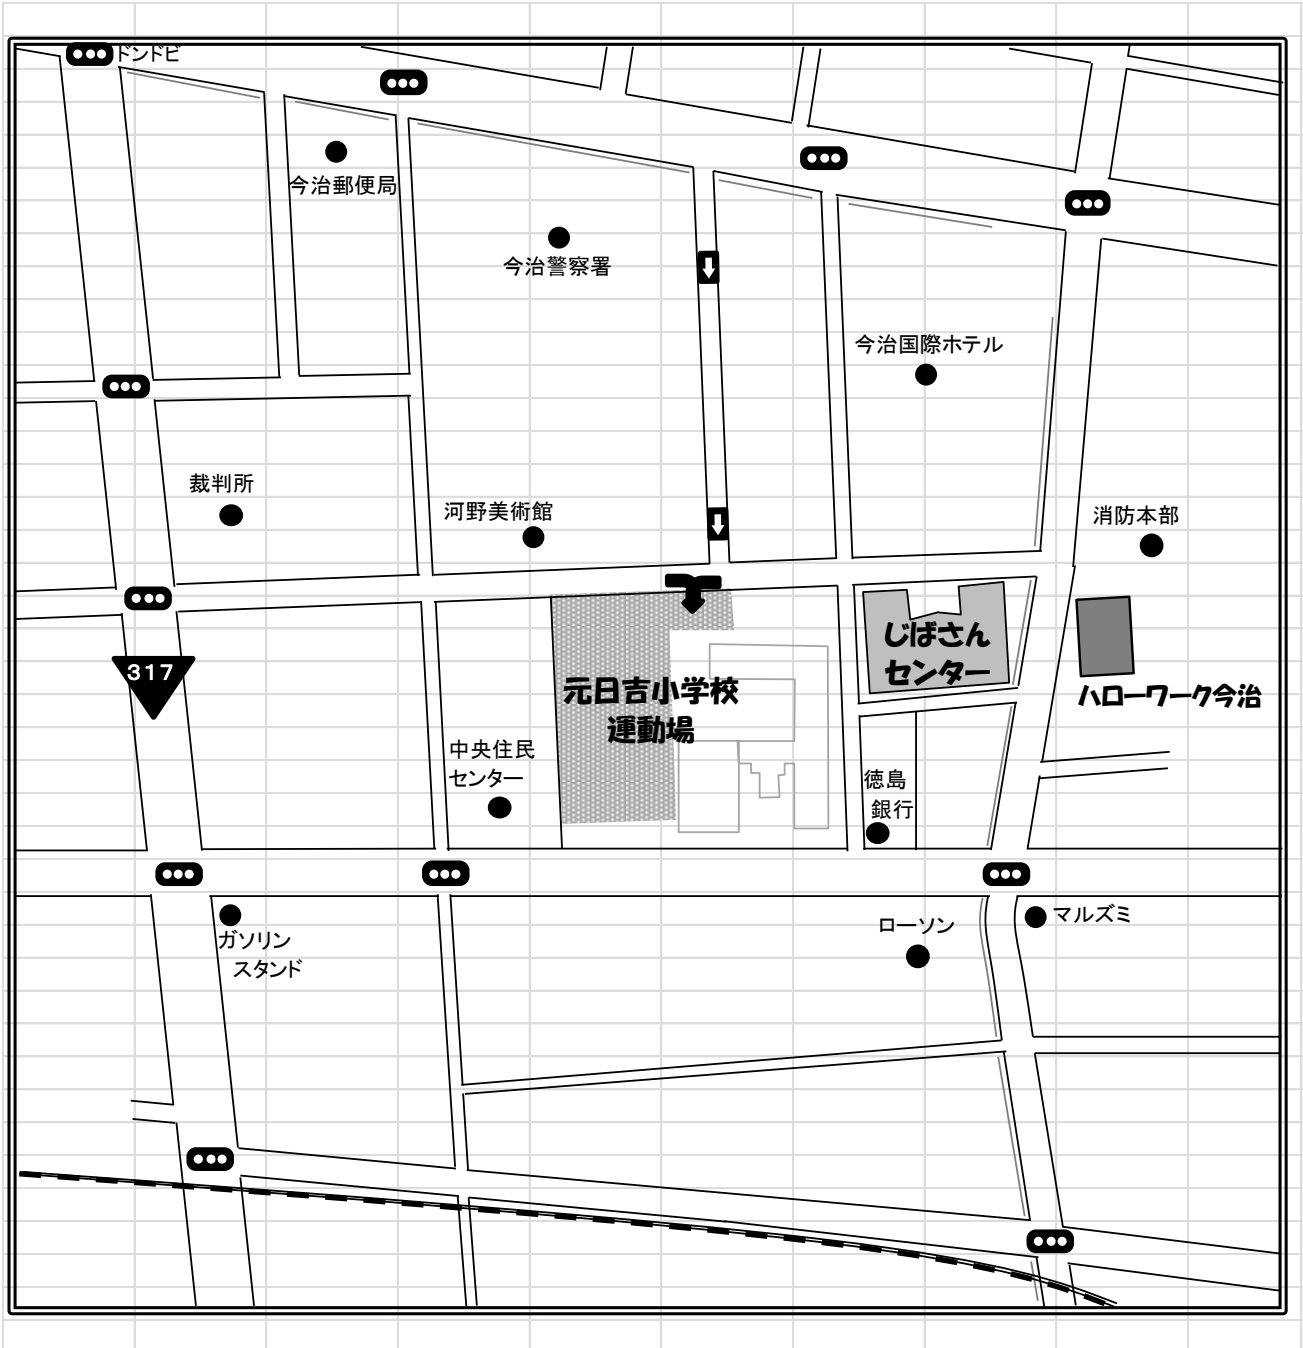 ドンドビ
今治郵便局
今治警察署
今治国際ホテル
裁判所
河野美術館
消防本部
じばさん
センター
317
元日吉小学校
運動場
ハローワーク今治
中央住民
センター
徳島
銀行
ガソリン
スタンド
ローソン
マルズミ